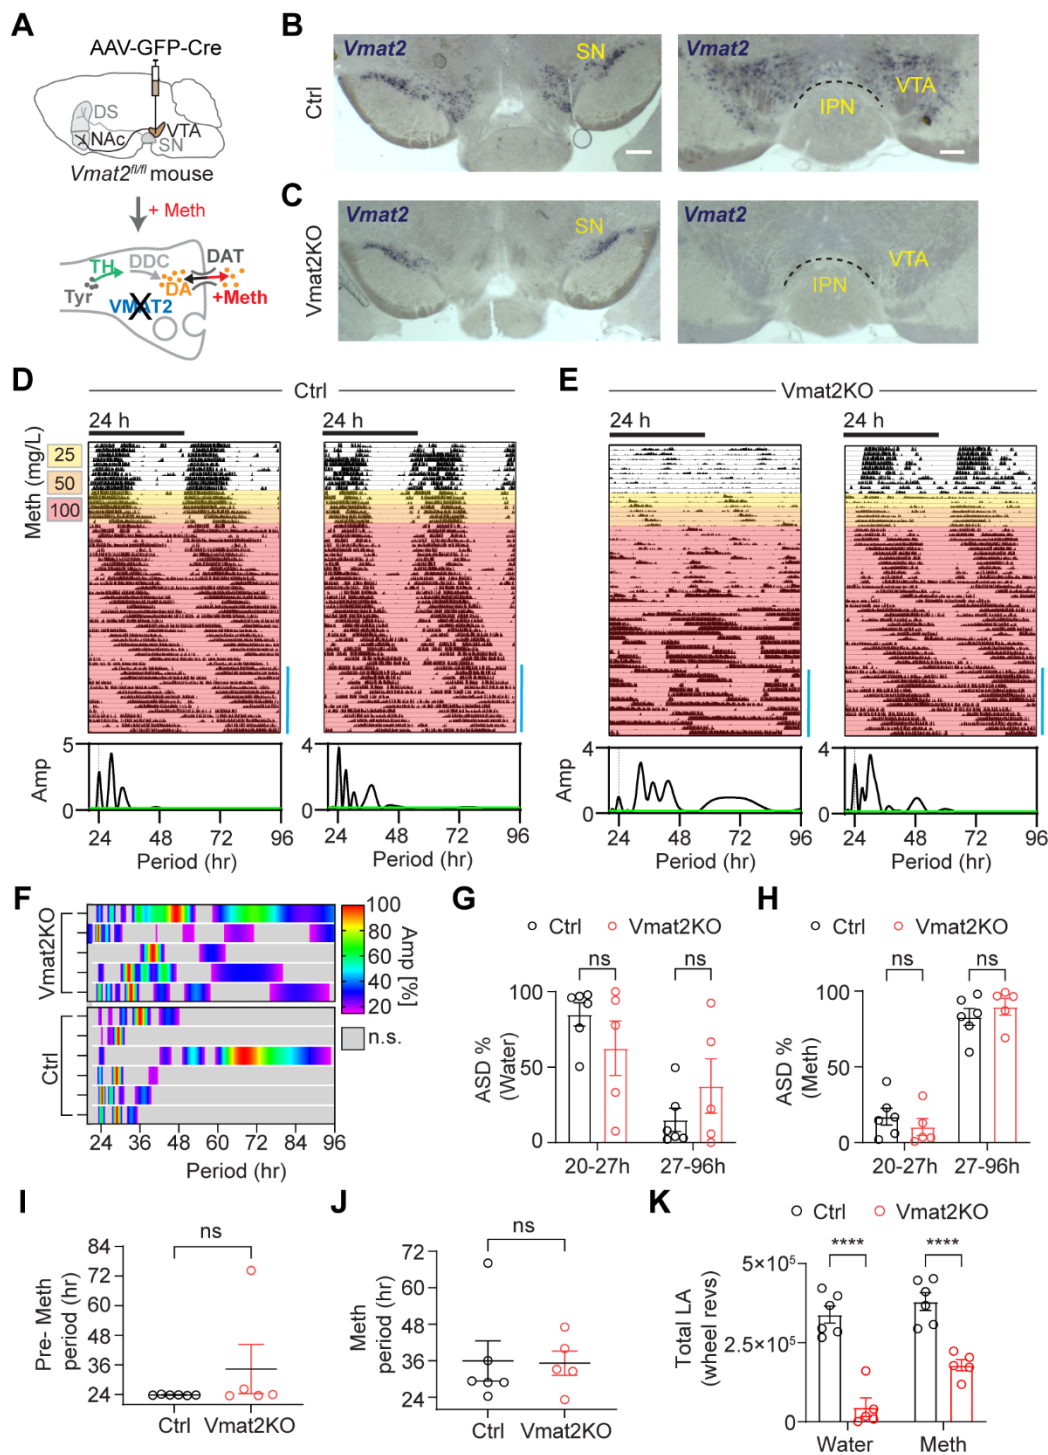 A
AAV-GFP-Cre
DS
NAc
VTA
SN
Vmat2fl/fl mouse
+ Meth
TH
DDC
DAT
Tyr
DA
+Meth
VMAT2
B
Ctrl
Vmat2
SN
Vmat2
VTA
IPN
C
Vmat2KO
Vmat2
SN
Vmat2
VTA
IPN
D
Ctrl
24 h
24 h
Meth (mg/L)
25
50
100
5
0
Amp
4
0
24 48 72 96
24 48 72 96
Period (hr)
Period (hr)
E
Vmat2KO
24 h
24 h
4
0
Amp
4
0
24 48 72 96
24 48 72 96
Period (hr)
Period (hr)
F
Vmat2KO
Ctrl
24 36 48 60 72 84 96
Period (hr)
100
80
60
40
20
Amp [%]
n.s.
G
Ctrl Vmat2KO
ns ns
100
50
0
ASD %
(Water)
20-27h 27-96h
H
Ctrl Vmat2KO
ns ns
100
50
0
ASD %
(Meth)
20-27h 27-96h
I
ns
84
72
60
48
36
24
Pre- Meth
period (hr)
Ctrl Vmat2KO
J
ns
72
60
48
36
24
Meth
period (hr)
Ctrl Vmat2KO
K
Ctrl Vmat2KO
**** ****
5×10⁵
2.5×10⁵
0
Total LA
(wheel revs)
Water Meth